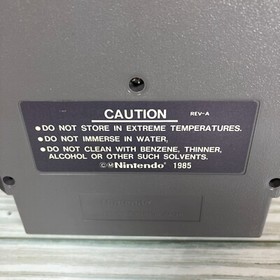 CAUTION REV-A
●DO NOT STORE IN EXTREME TEMPERATURES.
●DO NOT IMMERSE IN WATER,
●DO NOT CLEAN WITH BENZENE, THINNER,
ALCOHOL OR OTHER SUCH SOLVENTS.
©Ⓜ Nintendo® 1985